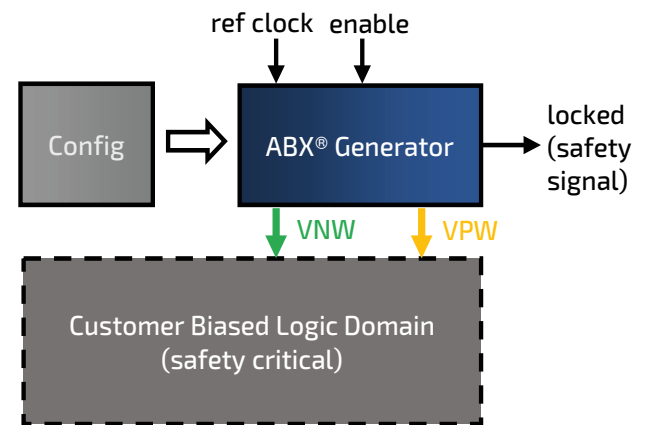 ref clock enable
Config
ABX® Generator
locked
(safety
signal)
VNW
VPW
Customer Biased Logic Domain
(safety critical)